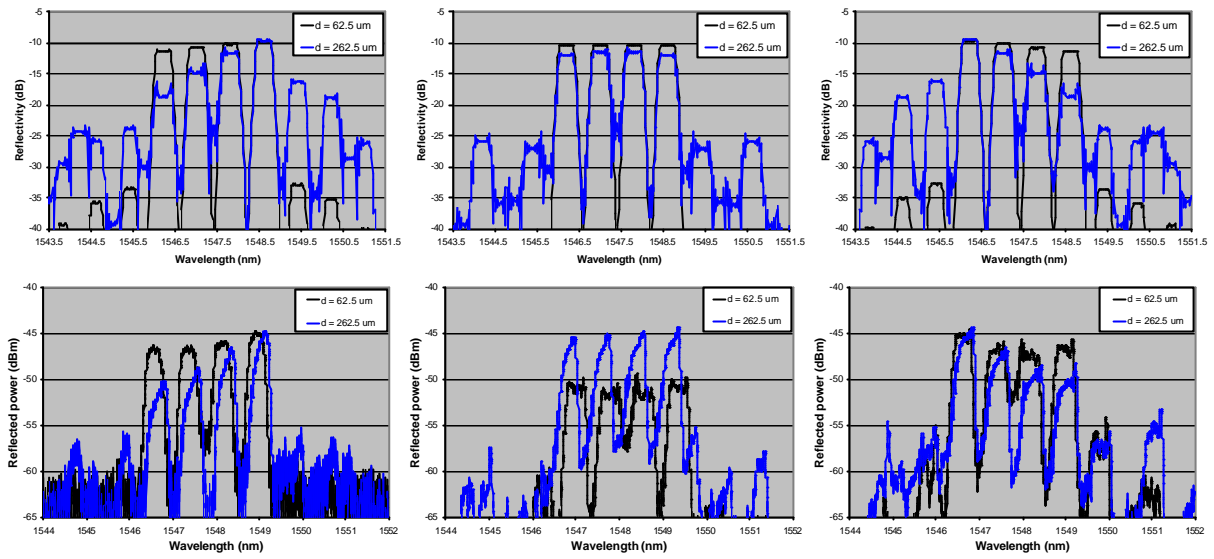 -5
-10
-15
-20
-25
-30
-35
-40
Reflectivity (dB)
1543.5 1544.5 1545.5 1546.5 1547.5 1548.5 1549.5 1550.5 1551.5
Wavelength (nm)
d = 62.5 um
d = 262.5 um
-5
-10
-15
-20
-25
-30
-35
-40
Reflectivity (dB)
1543.5 1544.5 1545.5 1546.5 1547.5 1548.5 1549.5 1550.5 1551.5
Wavelength (nm)
d = 62.5 um
d = 262.5 um
-5
-10
-15
-20
-25
-30
-35
-40
Reflectivity (dB)
1543.5 1544.5 1545.5 1546.5 1547.5 1548.5 1549.5 1550.5 1551.5
Wavelength (nm)
d = 62.5 um
d = 262.5 um
-40
-45
-50
-55
-60
-65
Reflected power (dBm)
1544 1545 1546 1547 1548 1549 1550 1551 1552
Wavelength (nm)
d = 62.5 um
d = 262.5 um
-40
-45
-50
-55
-60
-65
Reflected power (dBm)
1544 1545 1546 1547 1548 1549 1550 1551 1552
Wavelength (nm)
d = 62.5 um
d = 262.5 um
-40
-45
-50
-55
-60
-65
Reflected power (dBm)
1544 1545 1546 1547 1548 1549 1550 1551 1552
Wavelength (nm)
d = 62.5 um
d = 262.5 um